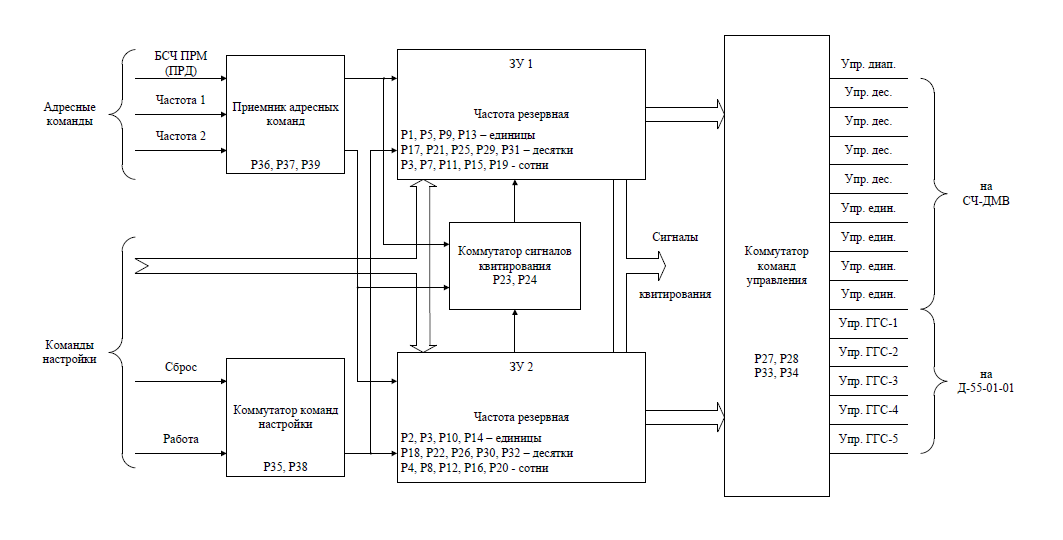 Адресные
команды
БСЧ ПРМ
(ПРД)
Частота 1
Частота 2
Приемник адресных
команд
Р36, Р37, Р39
ЗУ 1
Частота резервная
Р1, Р5, Р9, Р13 – единицы
Р17, Р21, Р25, Р29, Р31 – десятки
Р3, Р7, Р11, Р15, Р19 - сотни
Коммутатор сигналов
квитирования
Р23, Р24
Сигналы
квитирования
Команды
настройки
Сброс
Работа
Коммутатор команд
настройки
Р35, Р38
ЗУ 2
Частота резервная
Р2, Р3, Р10, Р14 – единицы
Р18, Р22, Р26, Р30, Р32 – десятки
Р4, Р8, Р12, Р16, Р20 - сотни
Коммутатор
команд
управления
Р27, Р28
Р33, Р34
Упр. диап.
Упр. дес.
Упр. дес.
Упр. дес.
Упр. дес.
Упр. един.
Упр. един.
Упр. един.
Упр. един.
Упр. ГГС-1
Упр. ГГС-2
Упр. ГГС-3
Упр. ГГС-4
Упр. ГГС-5
на
СЧ-ДМВ
на
Д-55-01-01